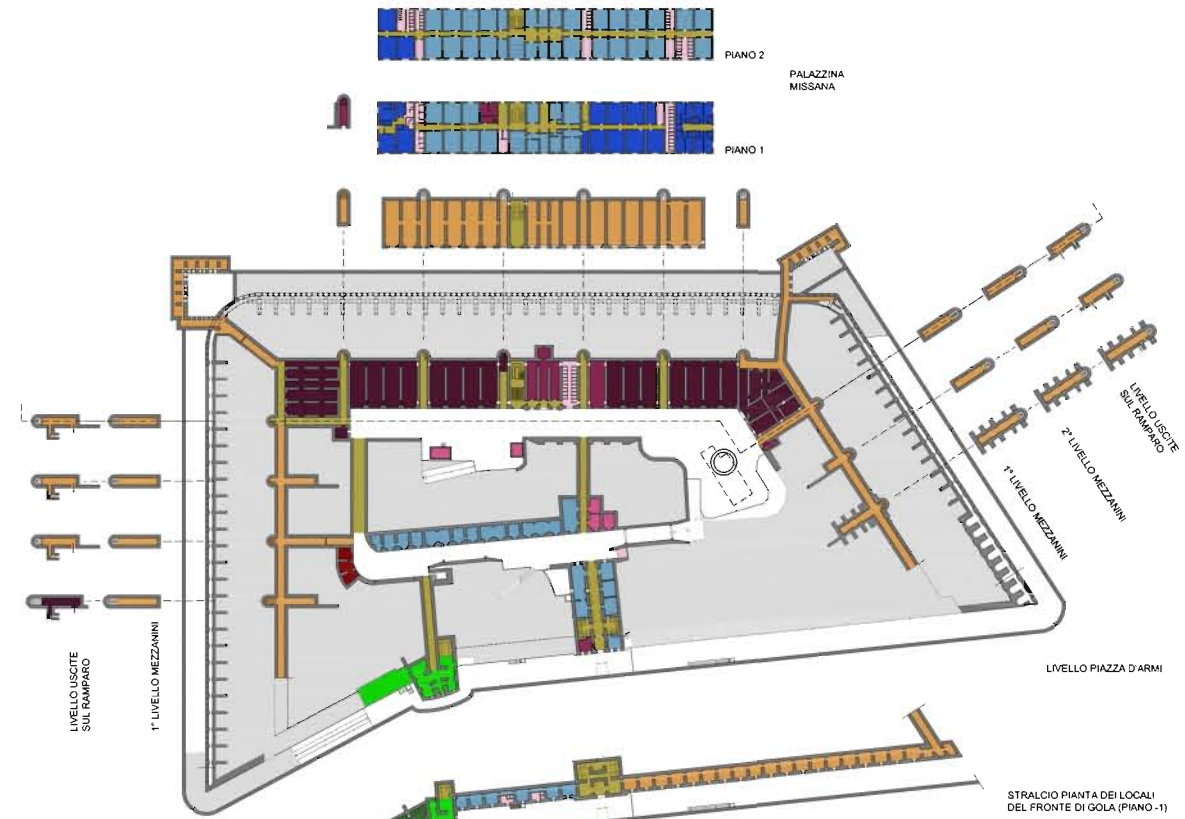 PIANO 2
PALAZZINA
MISSANA
PIANO 1
LIVELLO USCITE
SUL RAMPARO
2° LIVELLO MEZZANINI
1° LIVELLO MEZZANINI
LIVELLO USCITE
SUL RAMPARO
1° LIVELLO MEZZANINI
LIVELLO PIAZZA D'ARMI
STRALCIO PIANTA DEI LOCALI
DEL FRONTE DI GOLA (PIANO -1)